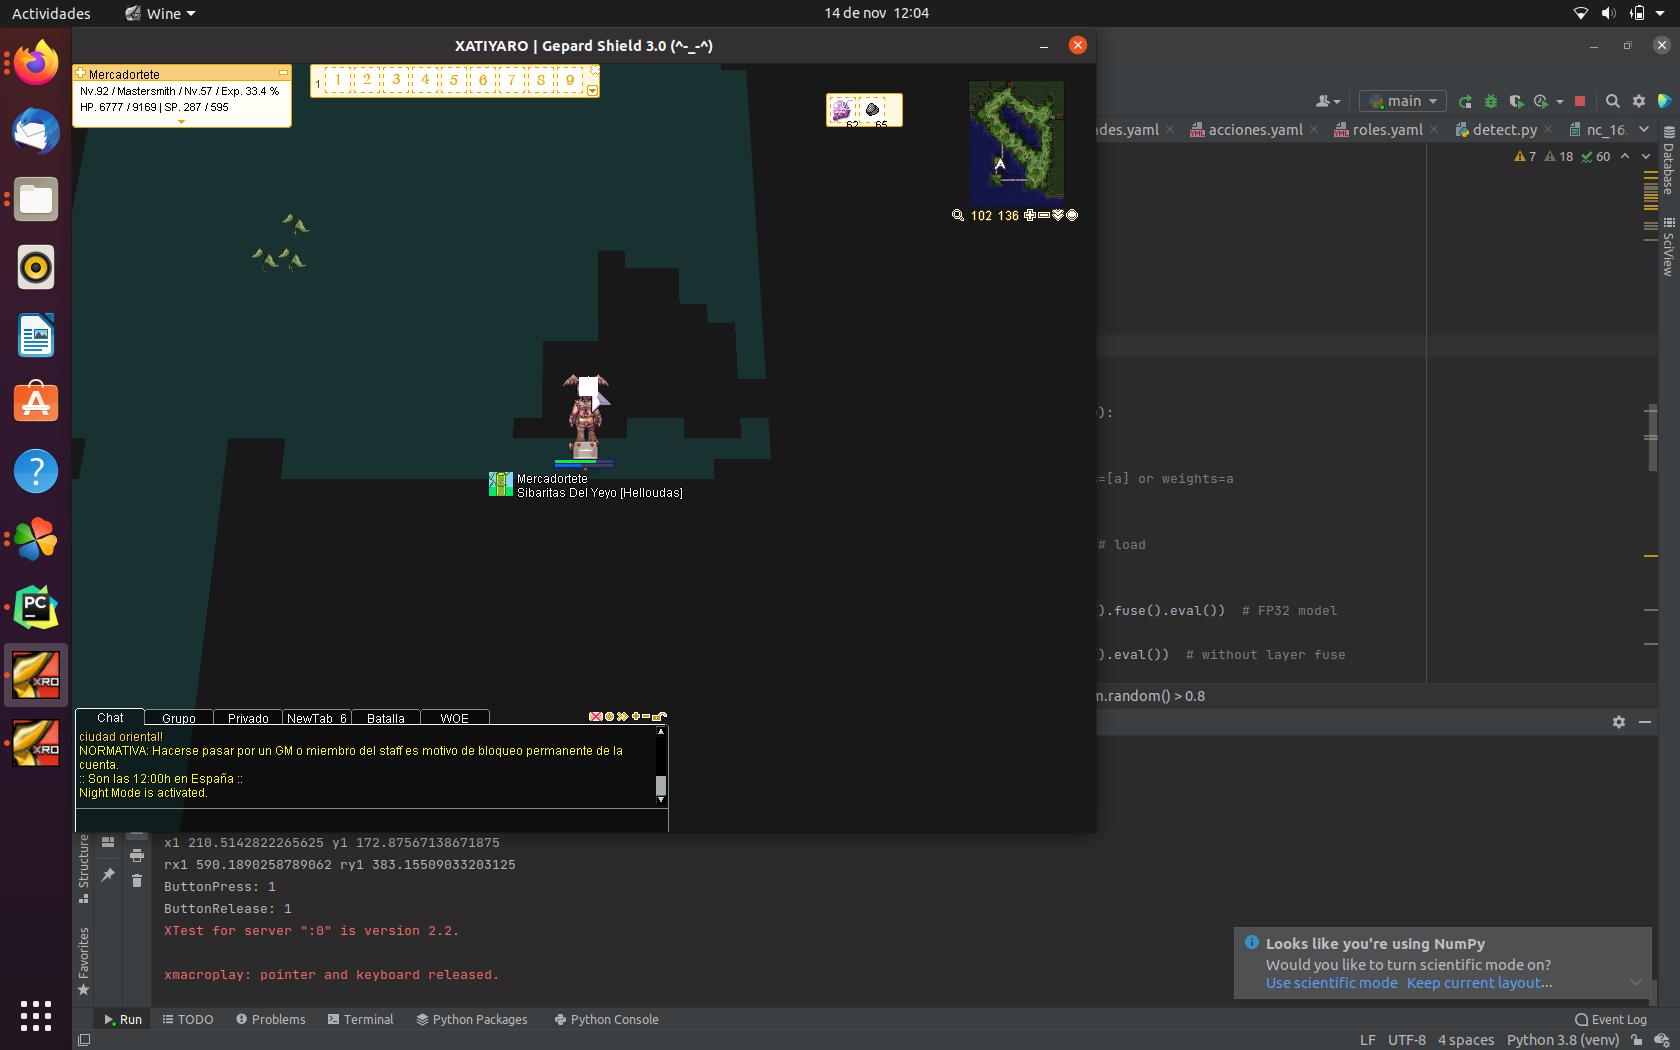 Actividades
Wine
14 de nov 12:04
XATIYARO | Gepard Shield 3.0 (^-_-^)
Mercadortete
Nv.92 / Mastersmith / Nv.57 / Exp. 33.4 %
HP. 6777 / 9169 | SP. 287 / 595
1 1 2 3 4 5 6 7 8 9
62 65
102 136
main
des.yaml
acciones.yaml
roles.yaml
detect.py
nc_16.
7 18 60
Database
SciView
):
=[a] or weights=a
# load
).fuse().eval()) # FP32 model
).eval()) # without layer fuse
m.random() > 0.8
Mercadortete
Sibaritas Del Yeyo [Helloudas]
Chat
Grupo
Privado
NewTab 6
Batalla
WOE
ciudad oriental!
NORMATIVA: Hacerse pasar por un GM o miembro del staff es motivo de bloqueo permanente de la
cuenta.
:: Son las 12:00h en España ::
Night Mode is activated.
PC
XRO
XRO
Structure
Favorites
x1 210.5142822265625 y1 172.87567138671875
rx1 590.1890258789062 ry1 383.15509033203125
ButtonPress: 1
ButtonRelease: 1
XTest for server ":0" is version 2.2.
xmacroplay: pointer and keyboard released.
Looks like you're using NumPy
Would you like to turn scientific mode on?
Use scientific mode Keep current layout...
Run
TODO
Problems
Terminal
Python Packages
Python Console
Event Log
LF UTF-8 4 spaces Python 3.8 (venv)